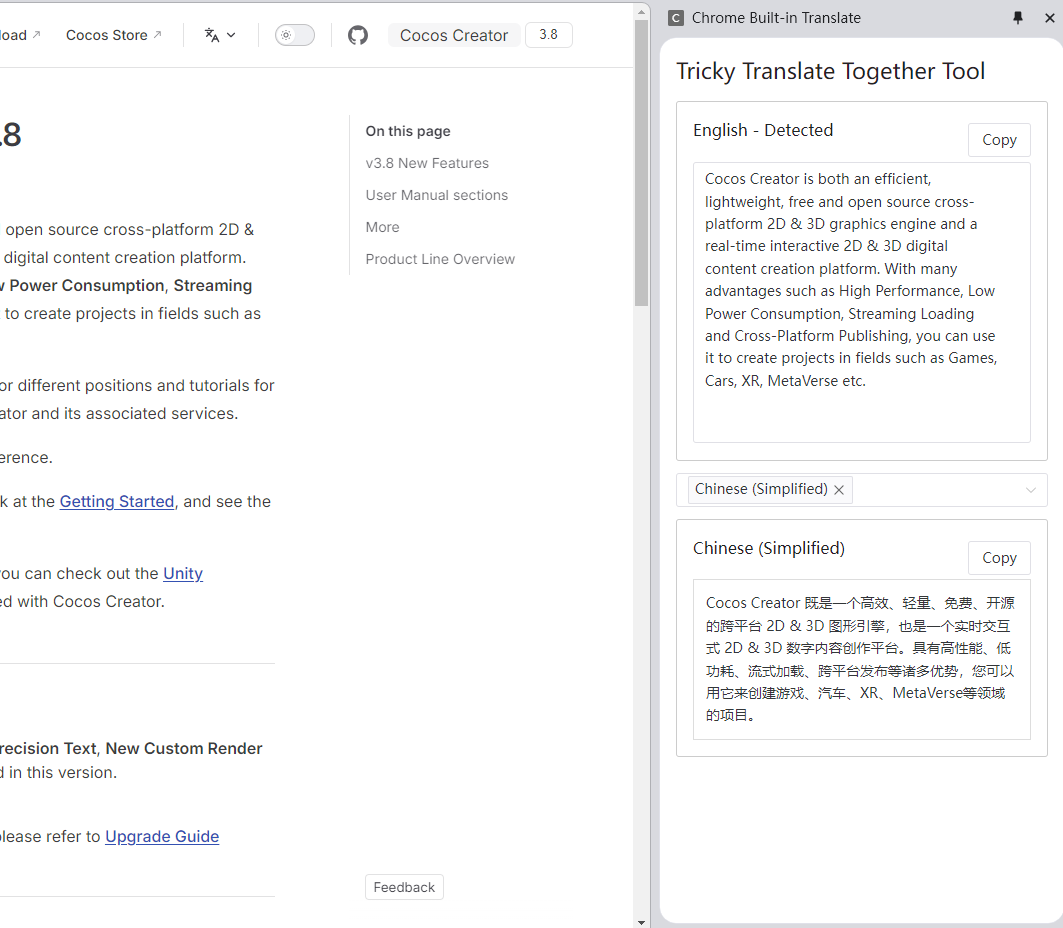 load ↗ Cocos Store ↗ Cocos Creator 3.8
.8
open source cross-platform 2D &
digital content creation platform.
w Power Consumption, Streaming
to create projects in fields such as
or different positions and tutorials for
ator and its associated services.
erence.
k at the Getting Started, and see the
you can check out the Unity
ed with Cocos Creator.
recision Text, New Custom Render
d in this version.
please refer to Upgrade Guide
On this page
v3.8 New Features
User Manual sections
More
Product Line Overview
Feedback
C Chrome Built-in Translate
Tricky Translate Together Tool
English - Detected
Copy
Cocos Creator is both an efficient,
lightweight, free and open source cross-
platform 2D & 3D graphics engine and a
real-time interactive 2D & 3D digital
content creation platform. With many
advantages such as High Performance, Low
Power Consumption, Streaming Loading
and Cross-Platform Publishing, you can use
it to create projects in fields such as Games,
Cars, XR, MetaVerse etc.
Chinese (Simplified)
Chinese (Simplified)
Copy
Cocos Creator 既是一个高效、轻量、免费、开源
的跨平台 2D & 3D 图形引擎，也是一个实时交互
式 2D & 3D 数字内容创作平台。具有高性能、低
功耗、流式加载、跨平台发布等诸多优势，您可以
用它来创建游戏、汽车、XR、MetaVerse等领域
的项目。